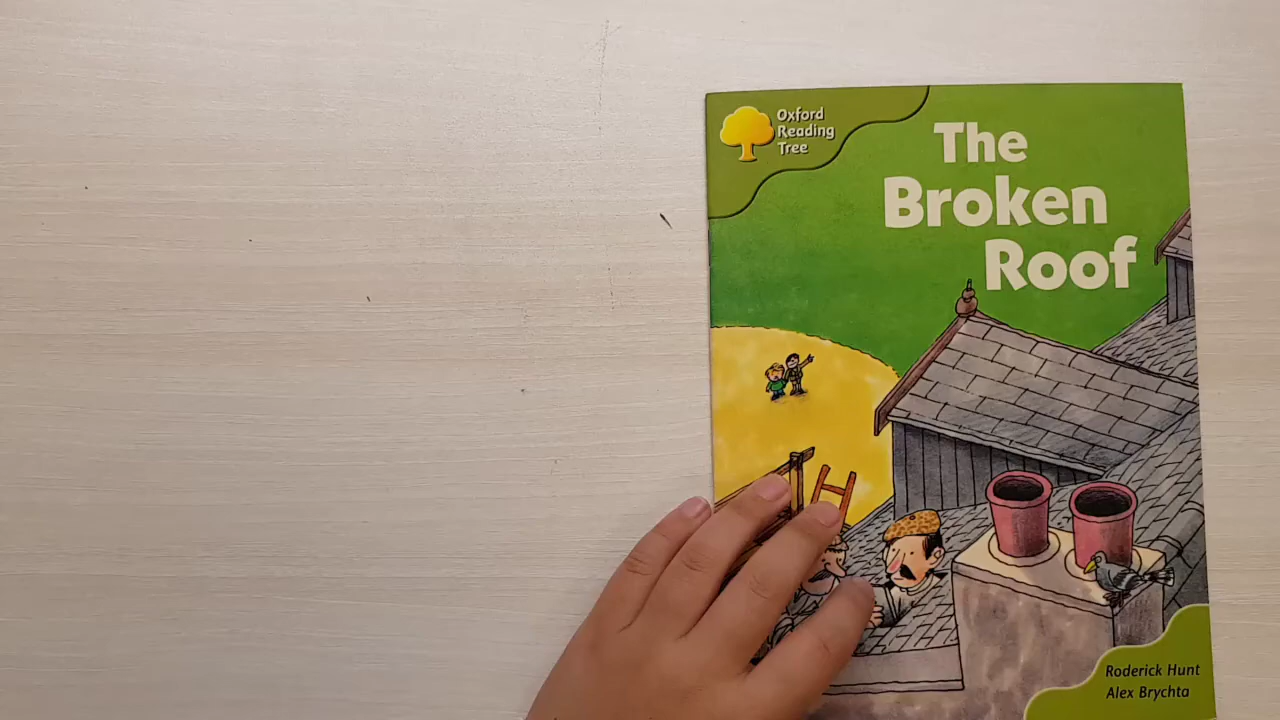 Oxford
Reading
Tree
The
Broken
Roof
Roderick Hunt
Alex Brychta